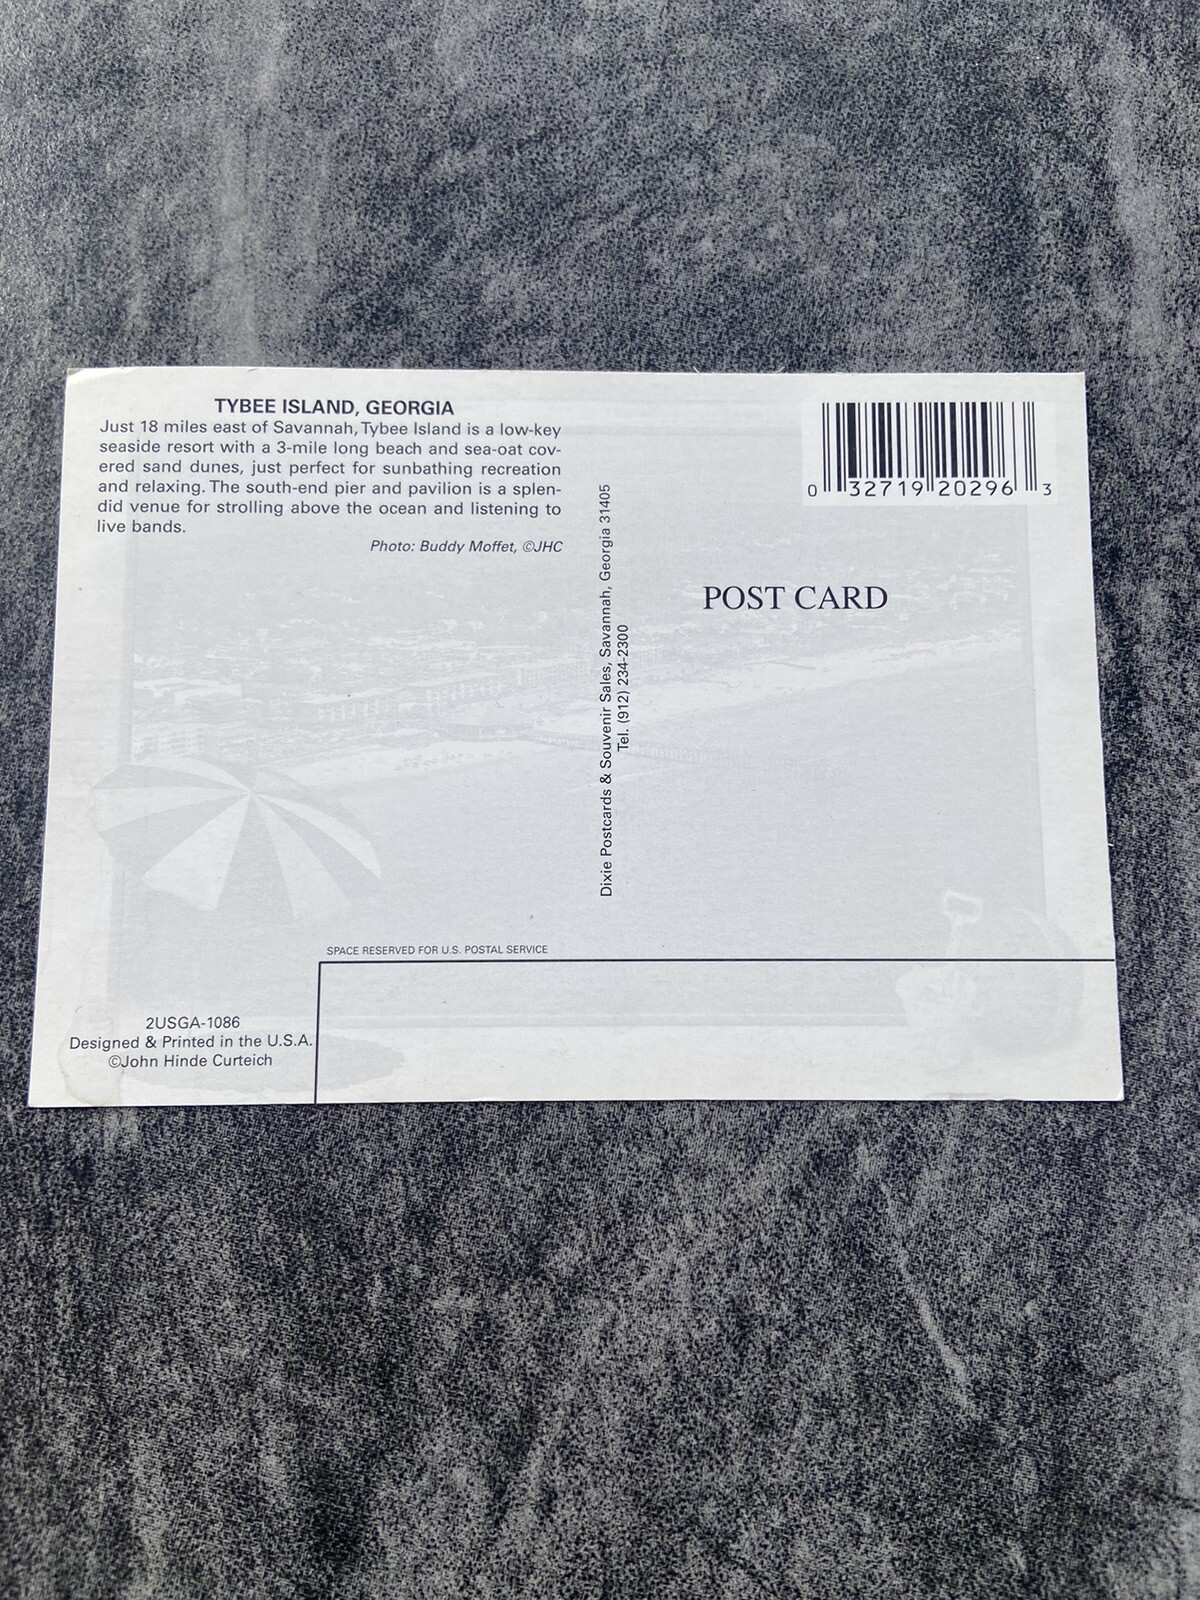 TYBEE ISLAND, GEORGIA
Just 18 miles east of Savannah, Tybee Island is a low-key
seaside resort with a 3-mile long beach and sea-oat cov-
ered sand dunes, just perfect for sunbathing recreation
and relaxing. The south-end pier and pavilion is a splen-
did venue for strolling above the ocean and listening to
live bands.
Photo: Buddy Moffet, ©JHC
0 32719 20296 3
POST CARD
Dixie Postcards & Souvenir Sales, Savannah, Georgia 31405
Tel. (912) 234-2300
SPACE RESERVED FOR U.S. POSTAL SERVICE
2USGA-1086
Designed & Printed in the U.S.A.
©John Hinde Curteich